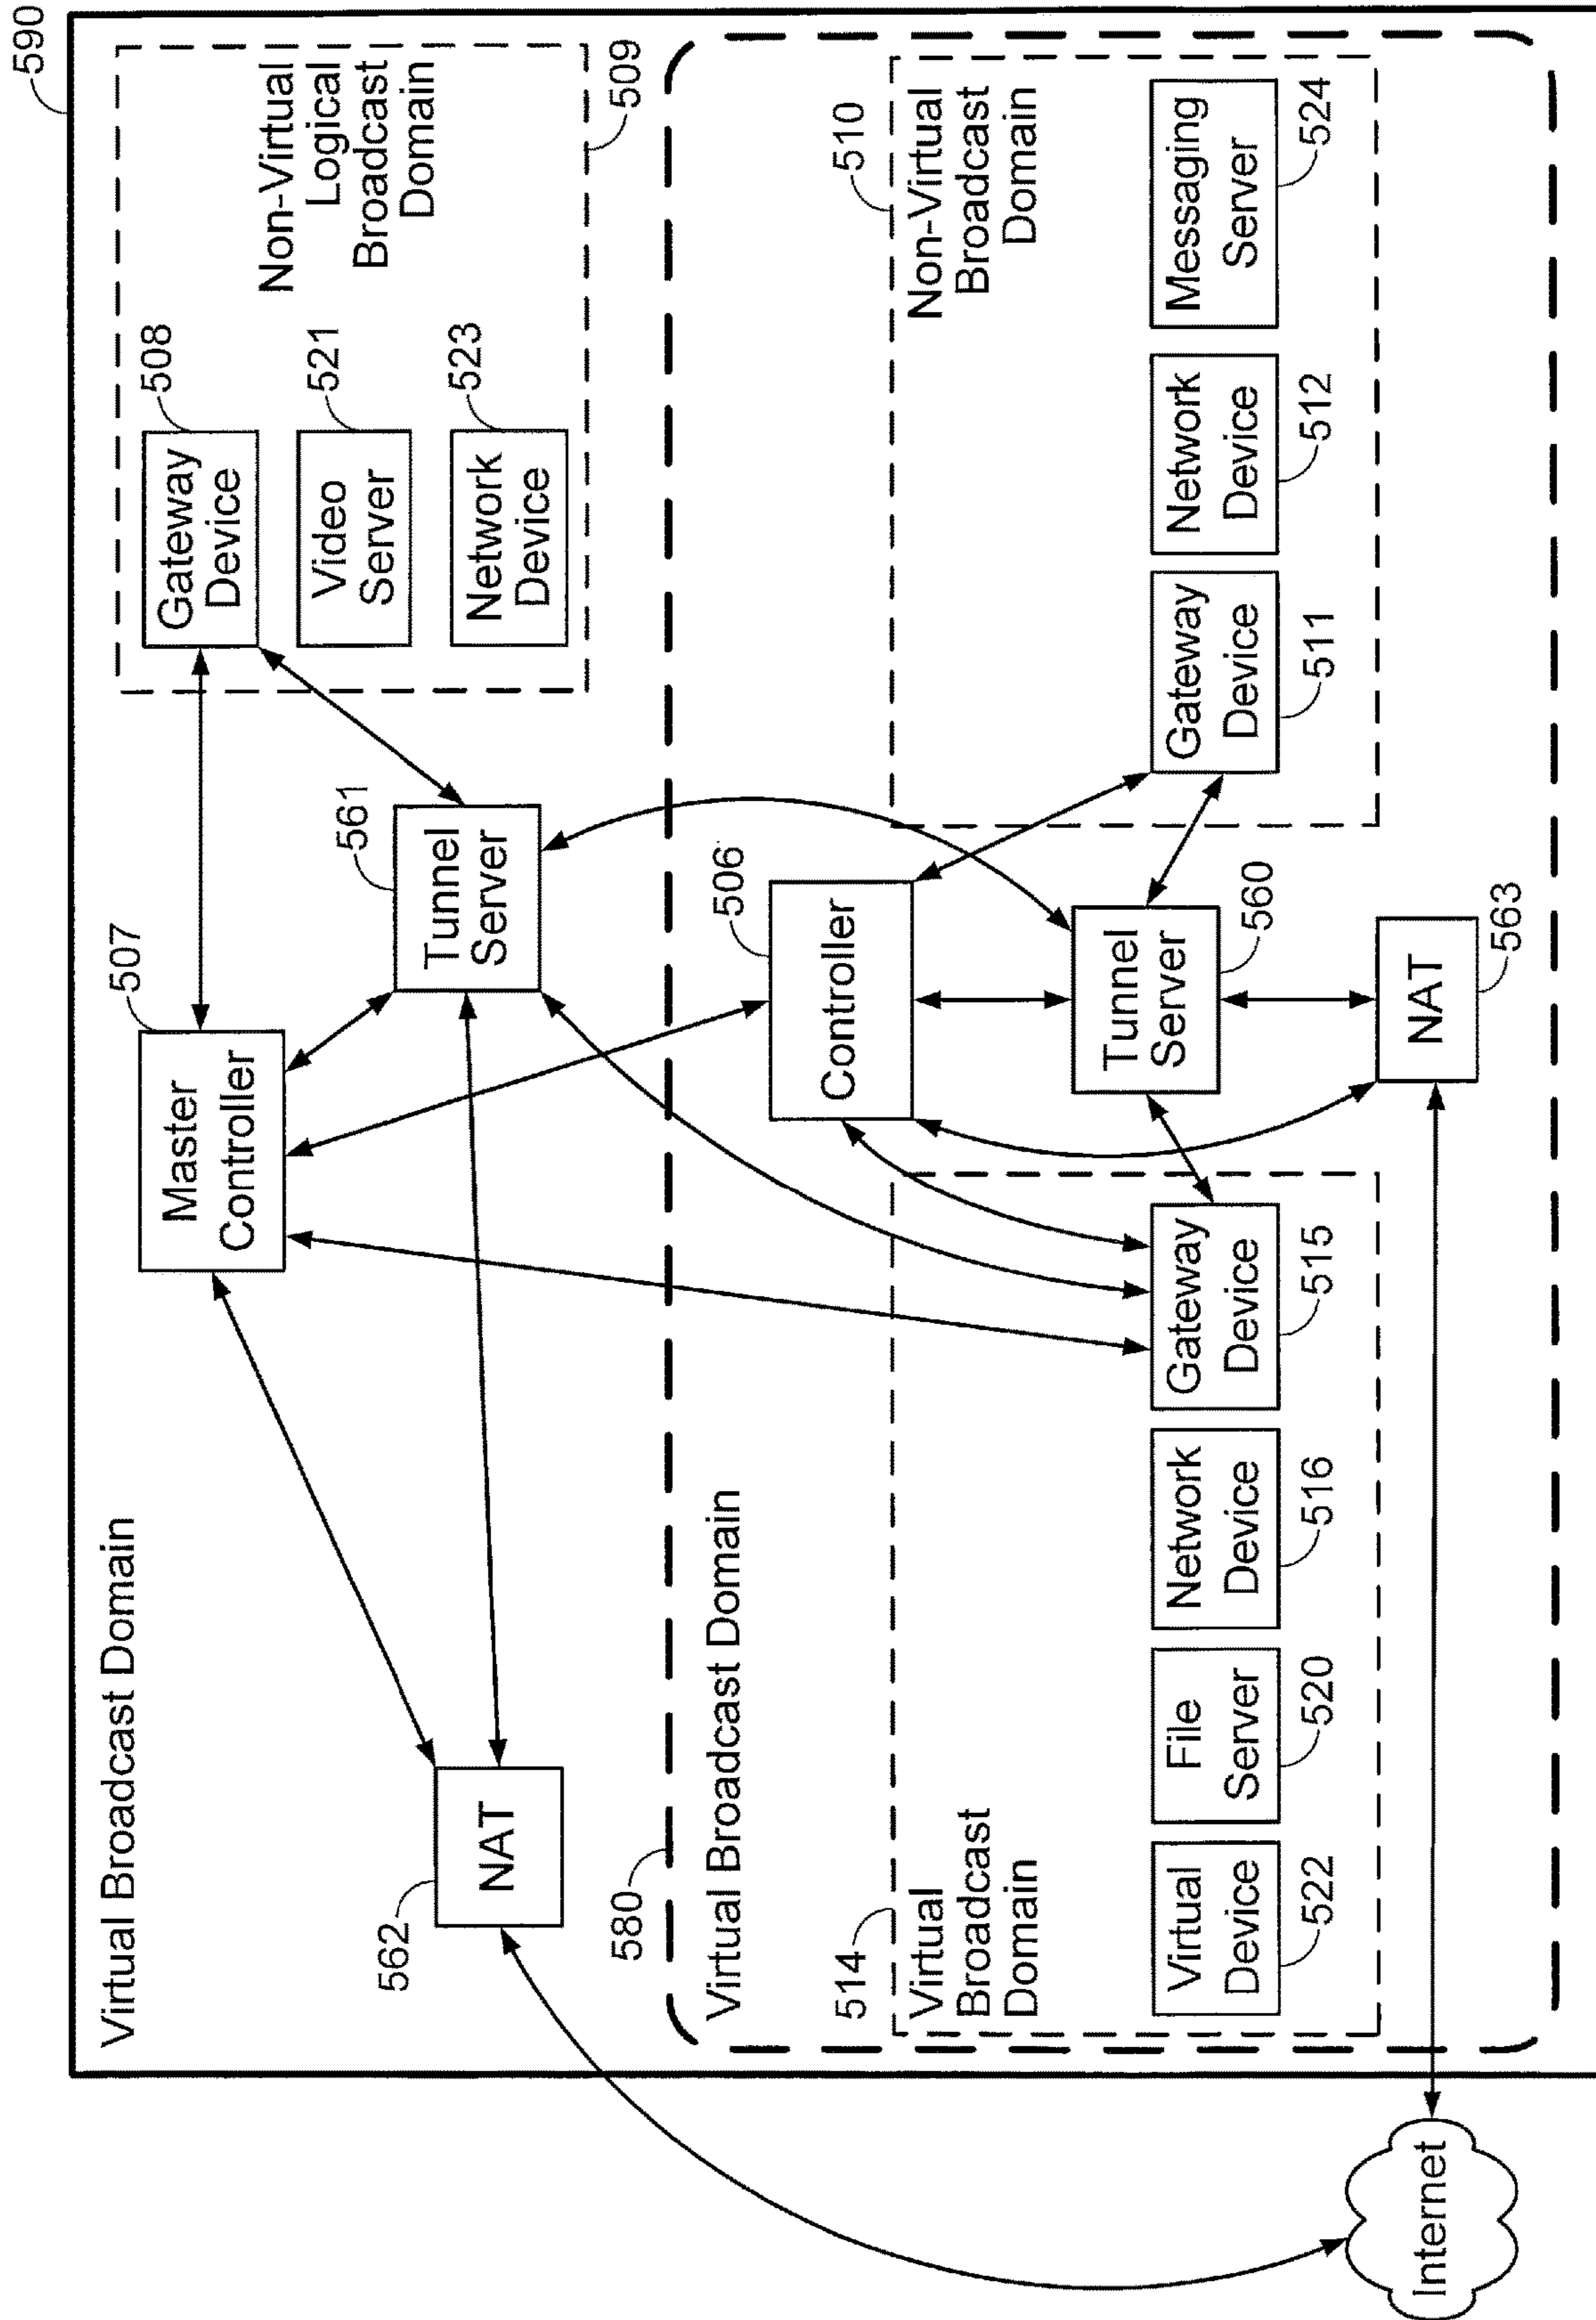 590
Virtual Broadcast Domain
507
Master
Controller
508
Gateway
Device
Non-Virtual
Logical
Broadcast
Domain
509
561
Tunnel
Server
521
Video
Server
523
Network
Device
562
NAT
580
Virtual Broadcast Domain
506
Controller
510
Non-Virtual
Broadcast
Domain
514
Virtual
Broadcast
Domain
Virtual
Device
522
File
Server
520
Network
Device
516
Gateway
Device
515
Tunnel
Server
560
Gateway
Device
511
Network
Device
512
Messaging
Server
524
NAT
563
Internet